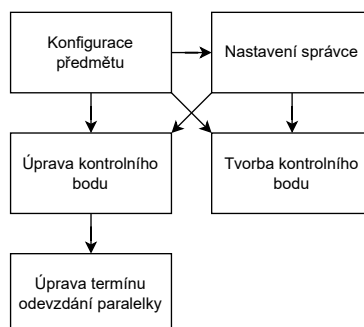 Konfigurace
předmětu
Nastavení správce
Úprava kontrolního
bodu
Tvorba kontrolního
bodu
Úprava termínu
odevzdání paralelky